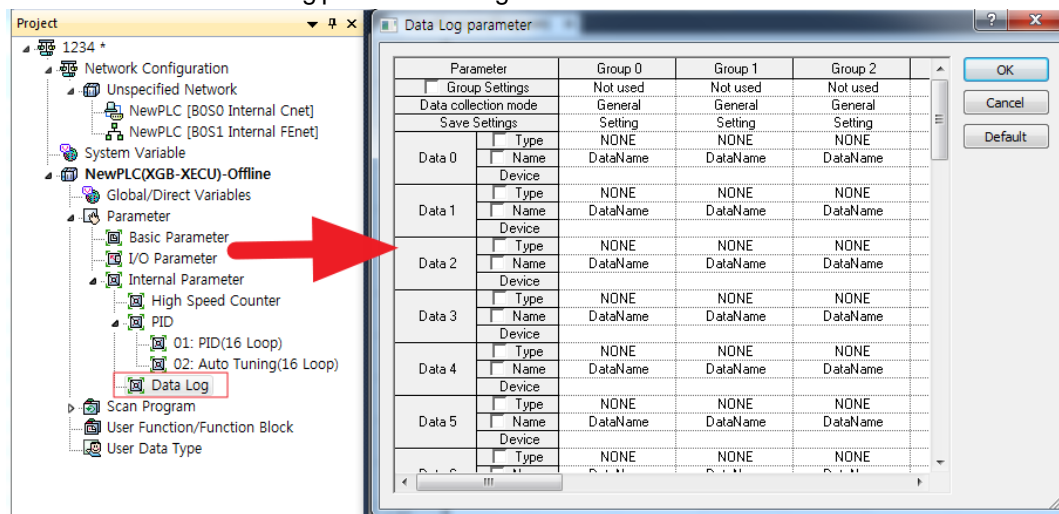 Project
1234 *
Network Configuration
Unspecified Network
NewPLC [B0S0 Internal Cnet]
NewPLC [B0S1 Internal FEnet]
System Variable
NewPLC(XGB-XECU)-Offline
Global/Direct Variables
Parameter
Basic Parameter
I/O Parameter
Internal Parameter
High Speed Counter
PID
01: PID(16 Loop)
02: Auto Tuning(16 Loop)
Data Log
Scan Program
User Function/Function Block
User Data Type
Data Log parameter
Parameter Group 0 Group 1 Group 2
Group Settings Not used Not used Not used
Data collection mode General General General
Save Settings Setting Setting Setting
Data 0 Type NONE NONE NONE
Name DataName DataName DataName
Device
Data 1 Type NONE NONE NONE
Name DataName DataName DataName
Device
Data 2 Type NONE NONE NONE
Name DataName DataName DataName
Device
Data 3 Type NONE NONE NONE
Name DataName DataName DataName
Device
Data 4 Type NONE NONE NONE
Name DataName DataName DataName
Device
Data 5 Type NONE NONE NONE
Name DataName DataName DataName
Device
Type NONE NONE NONE
OK
Cancel
Default